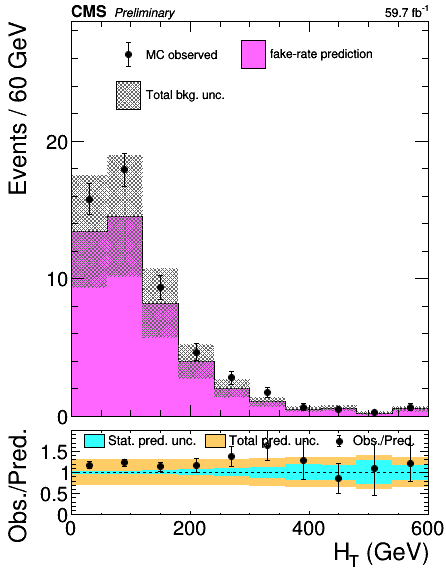 CMS Preliminary 59.7 fb⁻¹
MC observed fake-rate prediction
Total bkg. unc.
Events / 60 GeV
20
10
0
Stat. pred. unc. Total pred. unc. Obs./Pred.
Obs./Pred.
1.5
1
0.5
0
0 200 400 600
H_T (GeV)